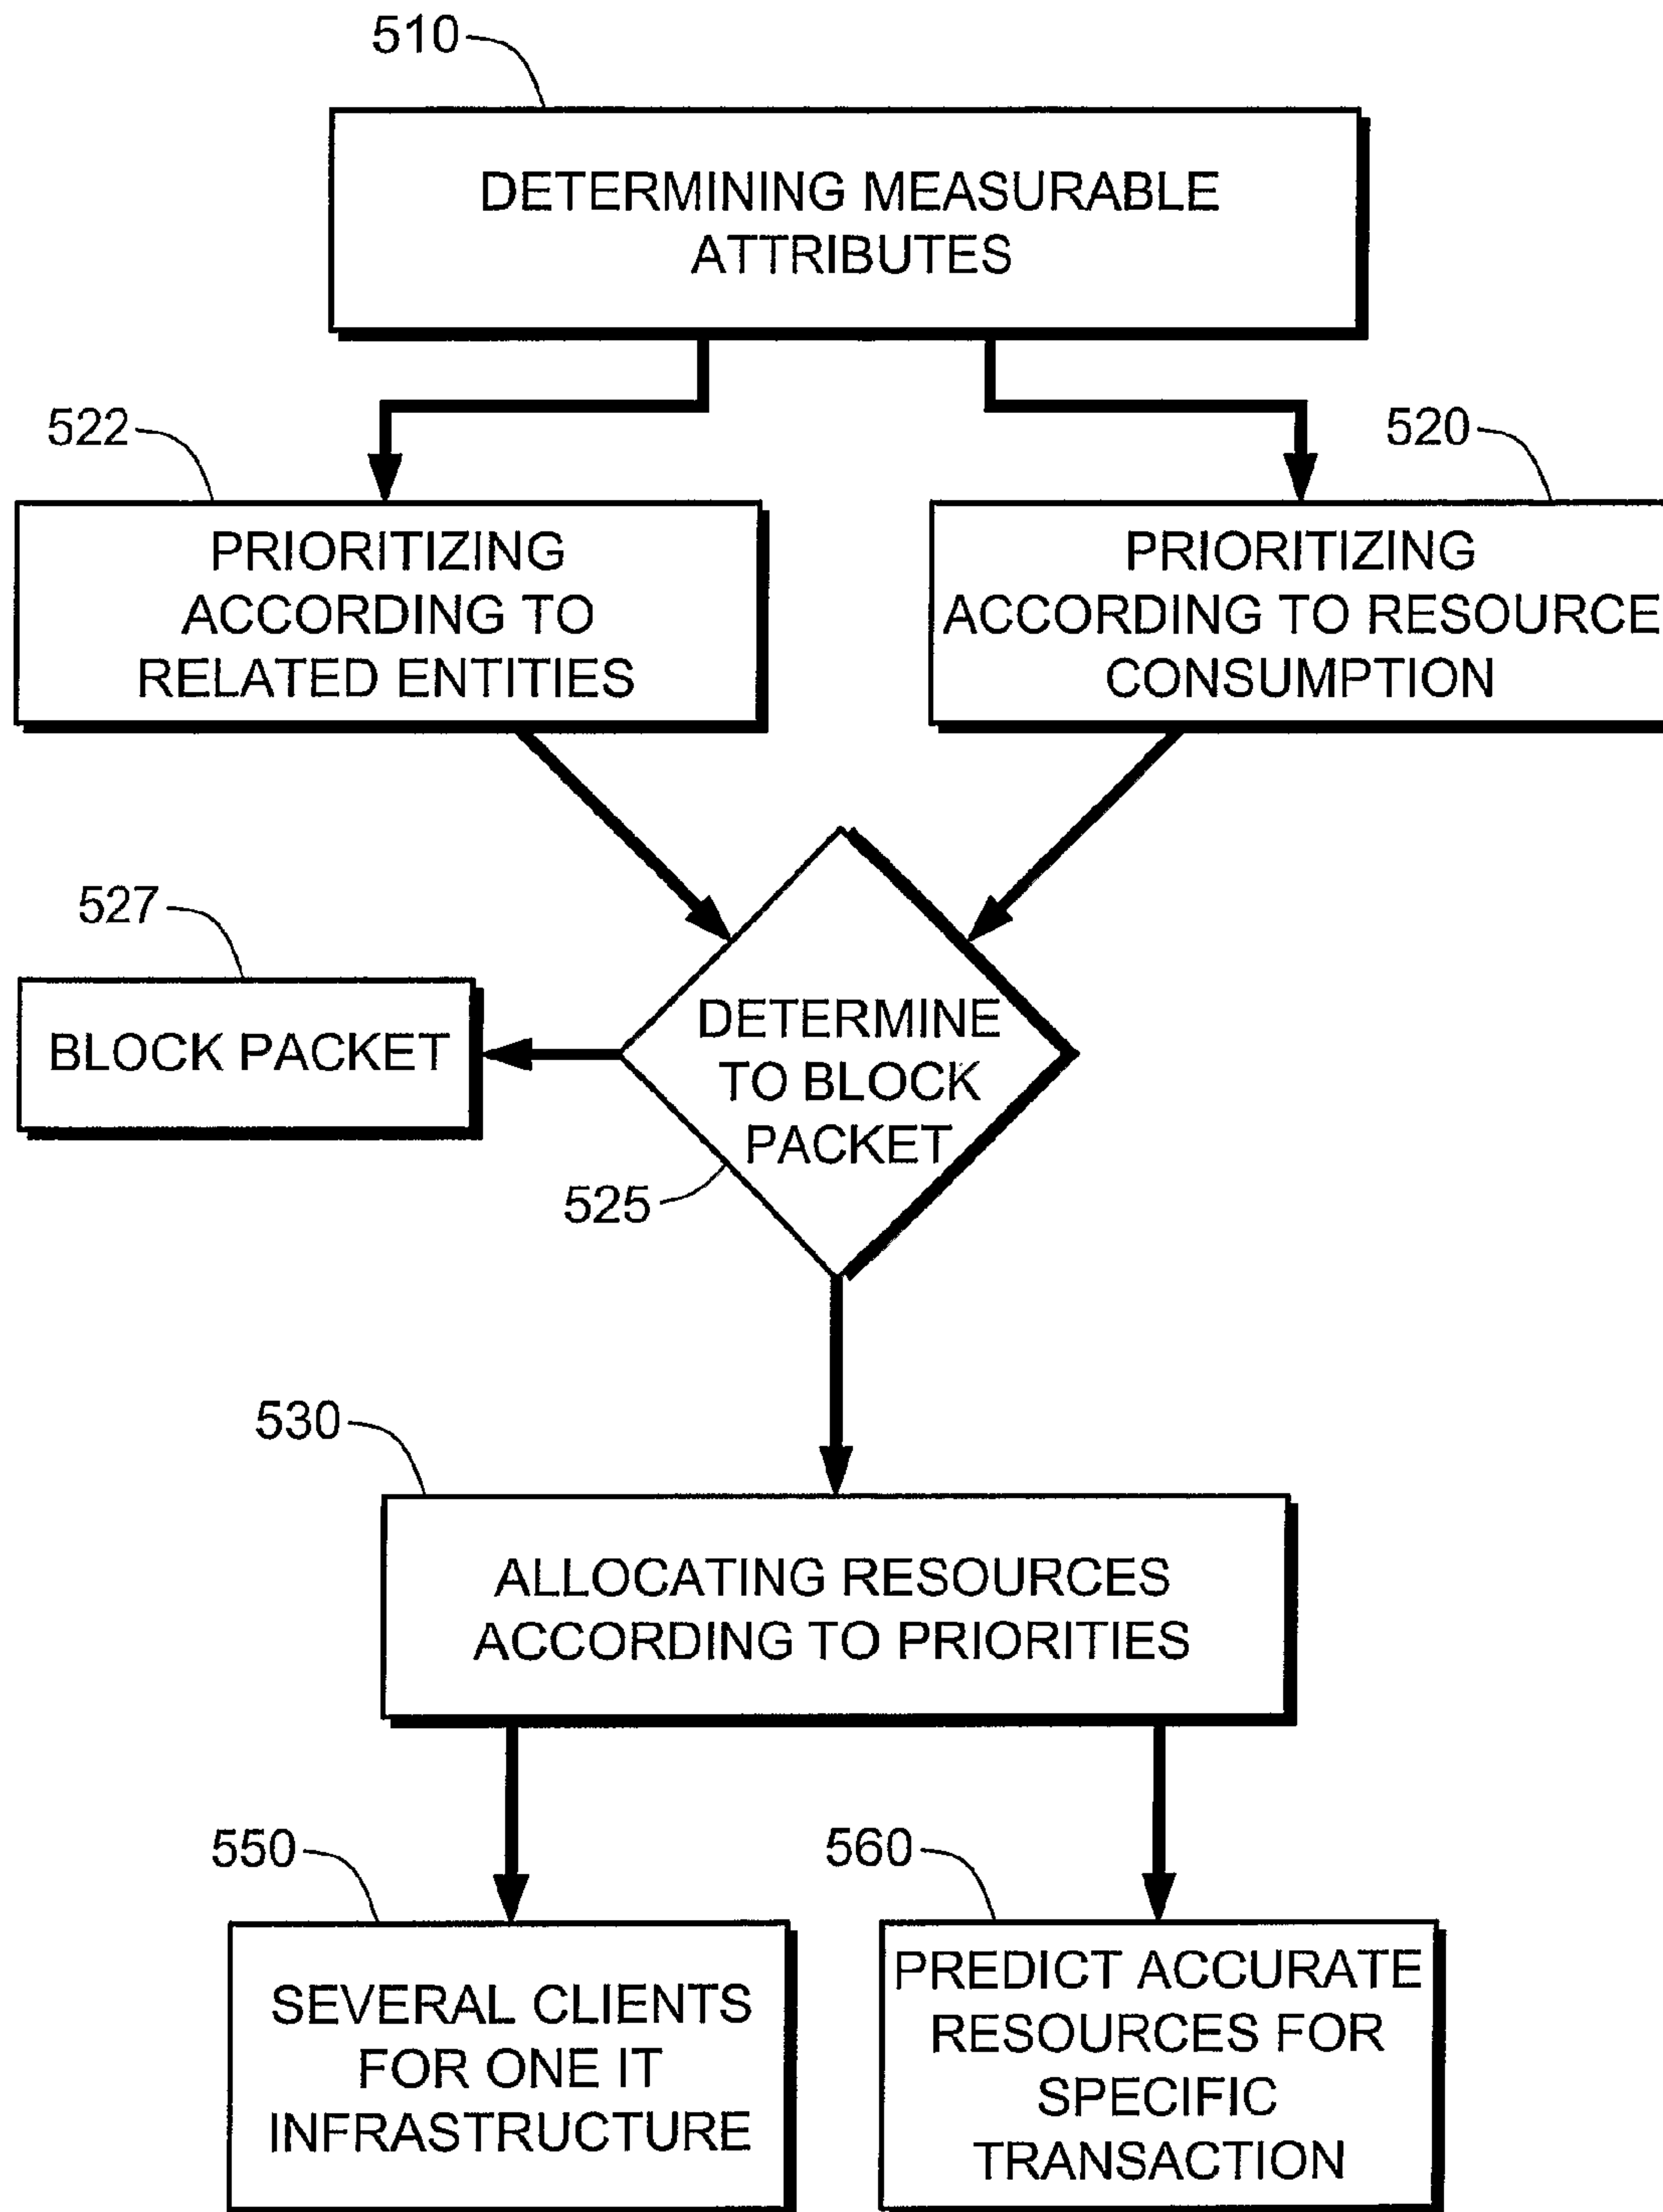 510
DETERMINING MEASURABLE
ATTRIBUTES
522
520
PRIORITIZING
ACCORDING TO
RELATED ENTITIES
PRIORITIZING
ACCORDING TO RESOURCE
CONSUMPTION
527
BLOCK PACKET
DETERMINE
TO BLOCK
PACKET
525
530
ALLOCATING RESOURCES
ACCORDING TO PRIORITIES
550
560
SEVERAL CLIENTS
FOR ONE IT
INFRASTRUCTURE
PREDICT ACCURATE
RESOURCES FOR
SPECIFIC
TRANSACTION